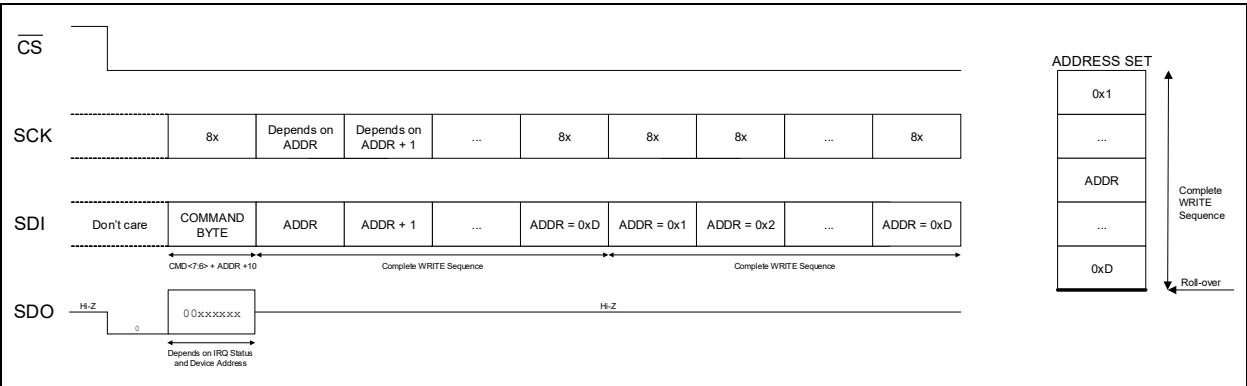 CS
ADDRESS SET
0x1
SCK
8x
Depends on
ADDR
Depends on
ADDR + 1
...
8x
8x
8x
...
8x
...
ADDR
Complete
WRITE
Sequence
SDI
Don't care
COMMAND
BYTE
ADDR
ADDR + 1
...
ADDR = 0xD
ADDR = 0x1
ADDR = 0x2
...
ADDR = 0xD
...
CMD<7:6> + ADDR +10
Complete WRITE Sequence
Complete WRITE Sequence
0xD
Roll-over
SDO
Hi-Z
0
00xxxxxx
Hi-Z
Depends on IRQ Status
and Device Address